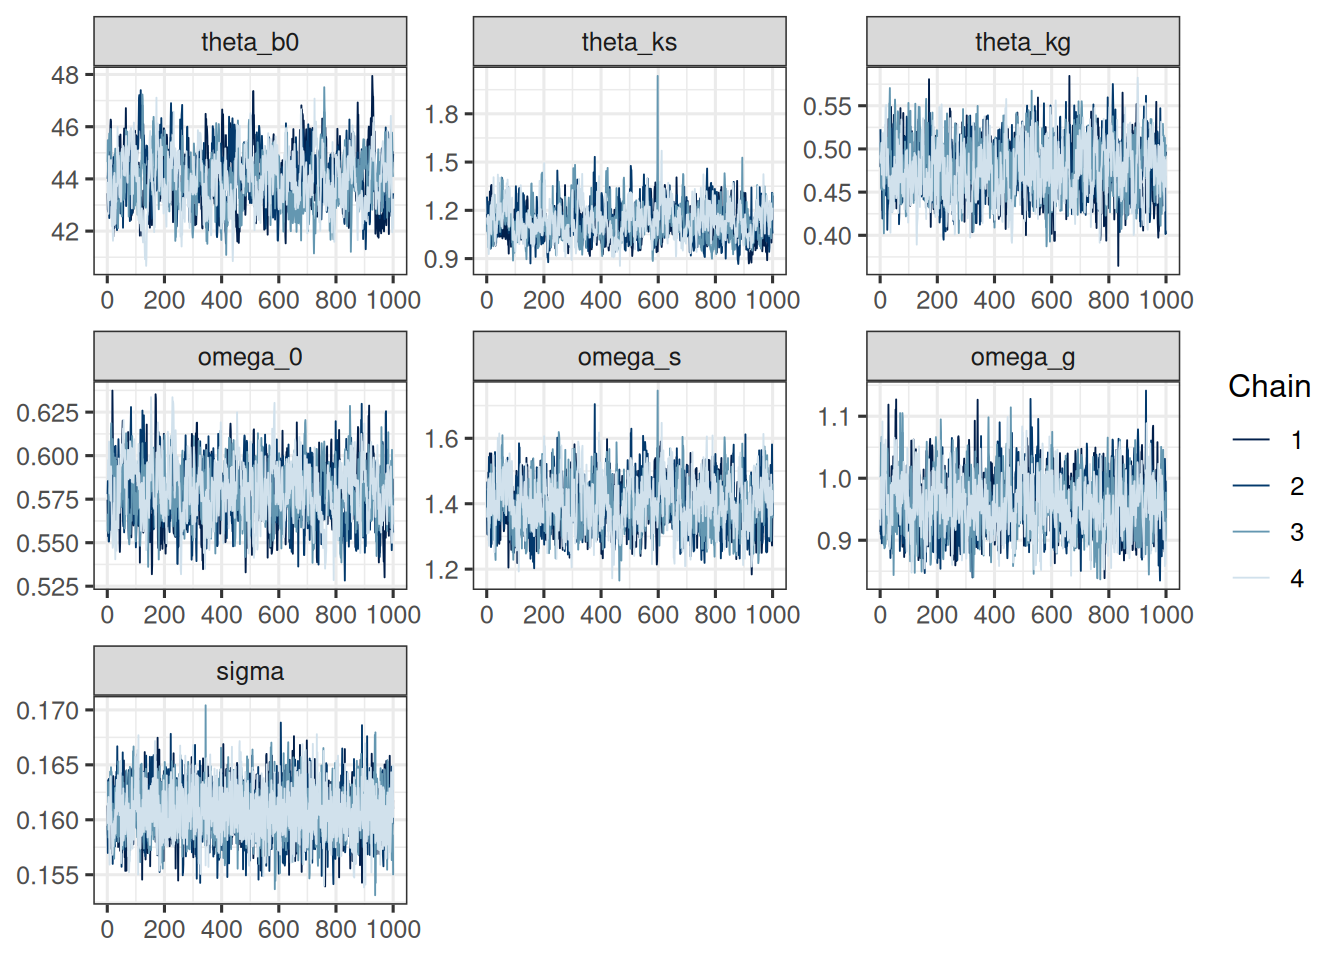 theta_b0
theta_ks
theta_kg
48
46
44
42
1.8
1.5
1.2
0.9
0.55
0.50
0.45
0.40
0 200 400 600 800 1000
0 200 400 600 800 1000
0 200 400 600 800 1000
omega_0
omega_s
omega_g
0.625
0.600
0.575
0.550
0.525
1.6
1.4
1.2
1.1
1.0
0.9
0 200 400 600 800 1000
0 200 400 600 800 1000
0 200 400 600 800 1000
sigma
0.170
0.165
0.160
0.155
0 200 400 600 800 1000
Chain
1
2
3
4